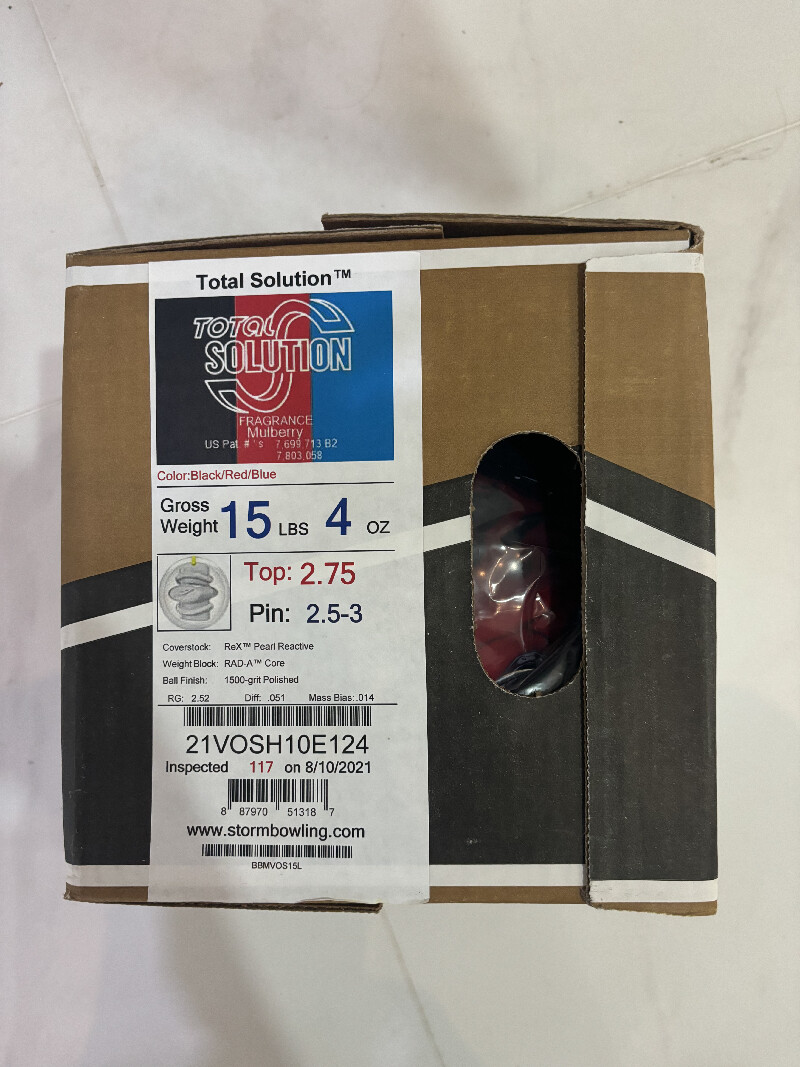 Total Solution™
TOTAL
SOLUTION
FRAGRANCE
Mulberry
US Pat. #'s 7,699,713 B2
7,803,058
Color:Black/Red/Blue
Gross Weight 15 LBS 4 OZ
Top: 2.75
Pin: 2.5-3
Coverstock: ReX™ Pearl Reactive
Weight Block: RAD-A™ Core
Ball Finish: 1500-grit Polished
RG: 2.52 Diff: .051 Mass Bias: .014
21VOSH10E124
Inspected 117 on 8/10/2021
8 87970 51318 7
www.stormbowling.com
BBMVOS15L